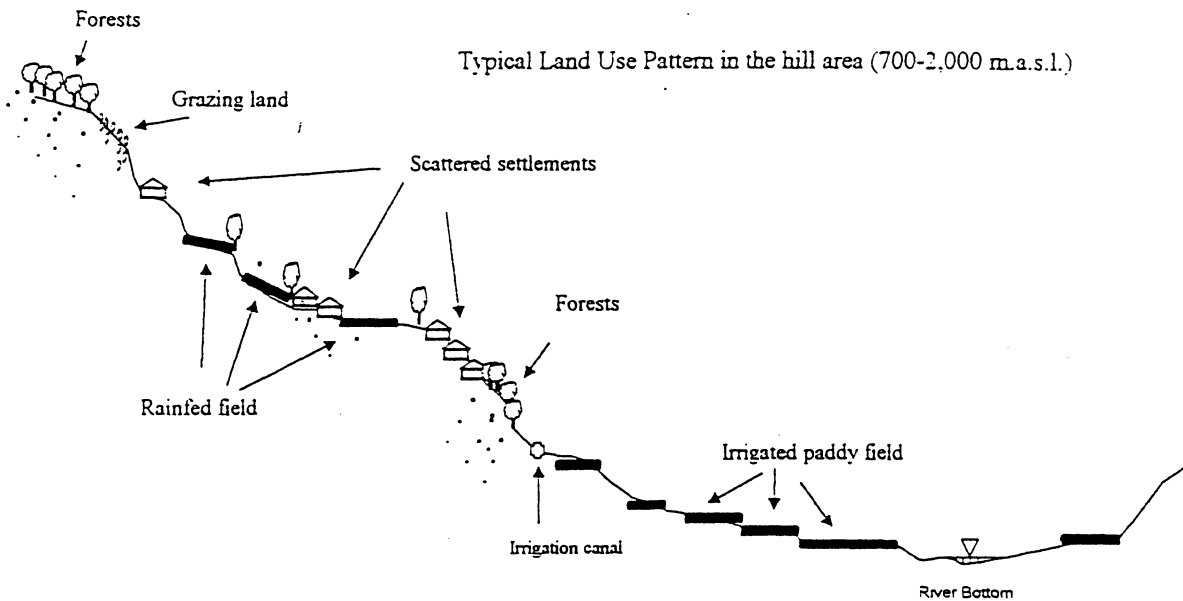 Forests
Typical Land Use Pattern in the hill area (700-2,000 m.a.s.l.)
Grazing land
Scattered settlements
Forests
Rainfed field
Irrigated paddy field
Irrigation canal
River Bottom